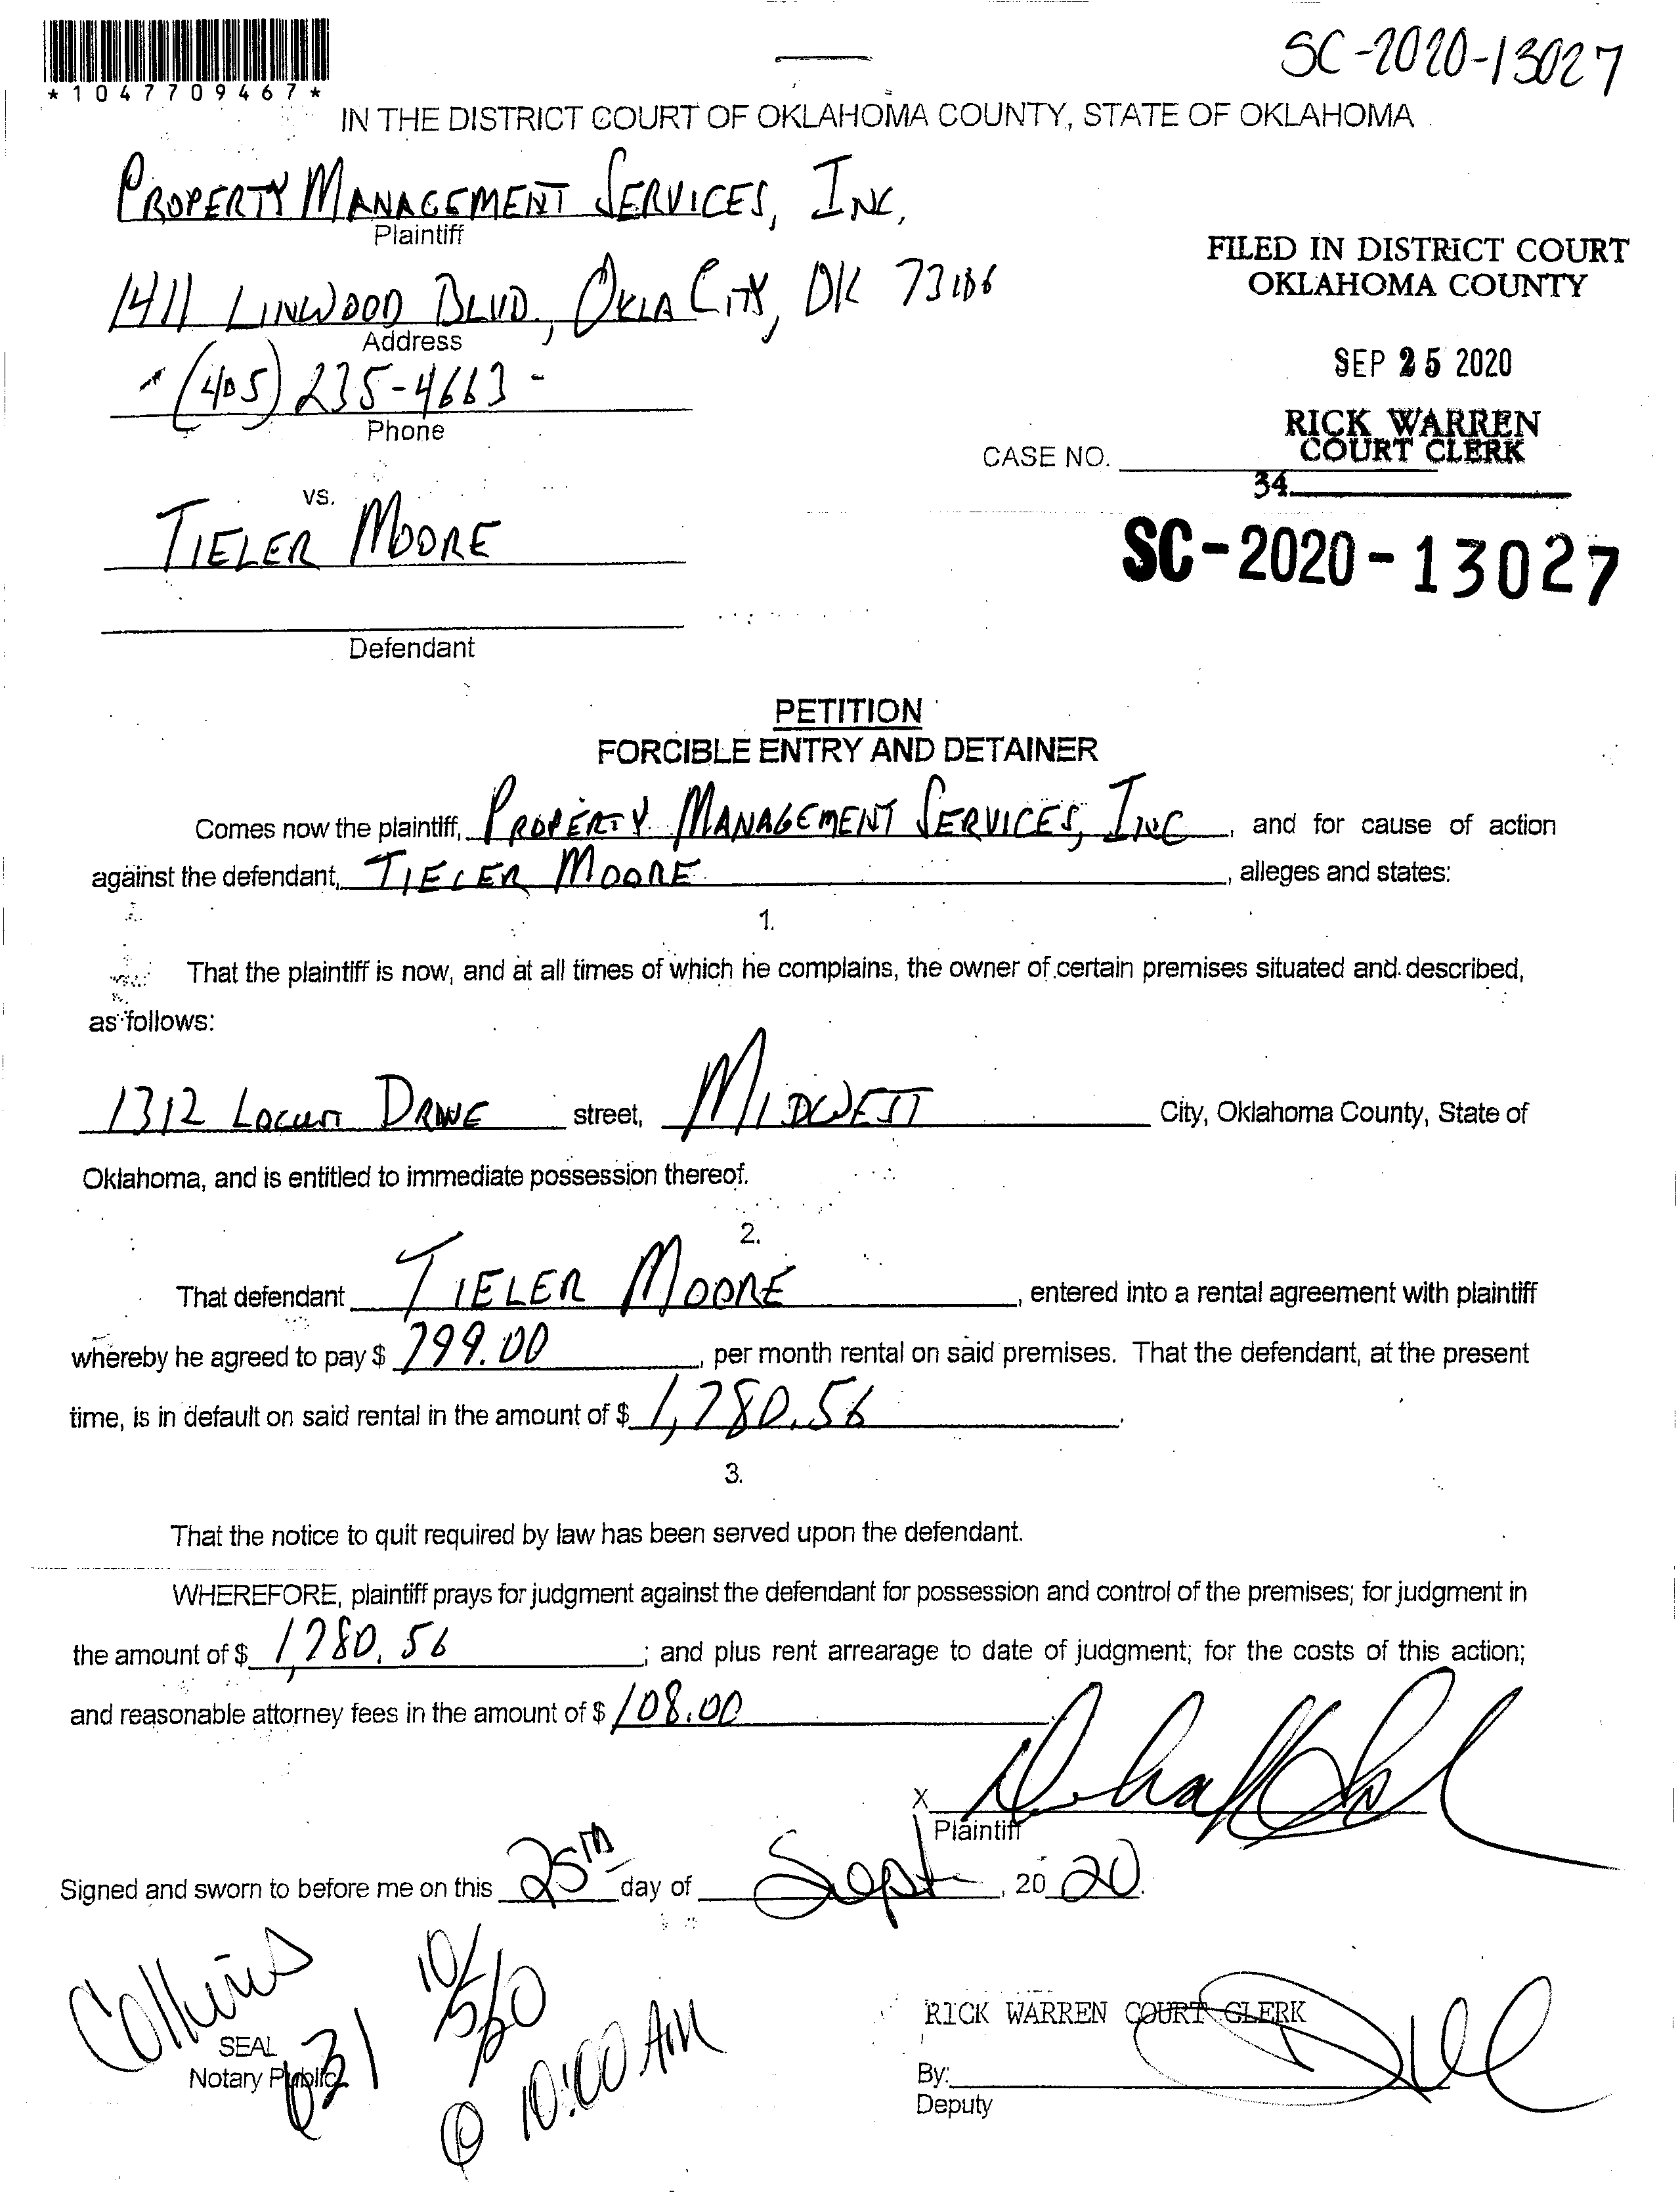 SC-2020-13027
*1047709467*
IN THE DISTRICT COURT OF OKLAHOMA COUNTY, STATE OF OKLAHOMA
PROPERTY MANAGEMENT SERVICES, INC.
Plaintiff
FILED IN DISTRICT COURT
OKLAHOMA COUNTY
1411 LINWOOD BLVD., OKLA CITY, OK 73106
Address
SEP 25 2020
(405) 235-4663
Phone
RICK WARREN
COURT CLERK
CASE NO.
34
vs.
TIELER MOORE
SC-2020-13027
Defendant
PETITION
FORCIBLE ENTRY AND DETAINER
Comes now the plaintiff, PROPERTY MANAGEMENT SERVICES, INC, and for cause of action
against the defendant, TIELER MOORE, alleges and states:
1.
That the plaintiff is now, and at all times of which he complains, the owner of certain premises situated and described,
as follows:
1312 LOCUST DRIVE street, MIDWEST City, Oklahoma County, State of
Oklahoma, and is entitled to immediate possession thereof.
2.
That defendant TIELER MOORE, entered into a rental agreement with plaintiff
whereby he agreed to pay $ 799.00, per month rental on said premises. That the defendant, at the present
time, is in default on said rental in the amount of $ 1,780.56.
3.
That the notice to quit required by law has been served upon the defendant.
WHEREFORE, plaintiff prays for judgment against the defendant for possession and control of the premises; for judgment in
the amount of $ 1,780.56; and plus rent arrearage to date of judgment; for the costs of this action;
and reasonable attorney fees in the amount of $ 108.00.
X
Plaintiff
Signed and sworn to before me on this 25TH day of Sept, 20 20.
Collins
631
10/5/20
@ 10:00 AM
SEAL
Notary Public
RICK WARREN COURT CLERK
By:
Deputy